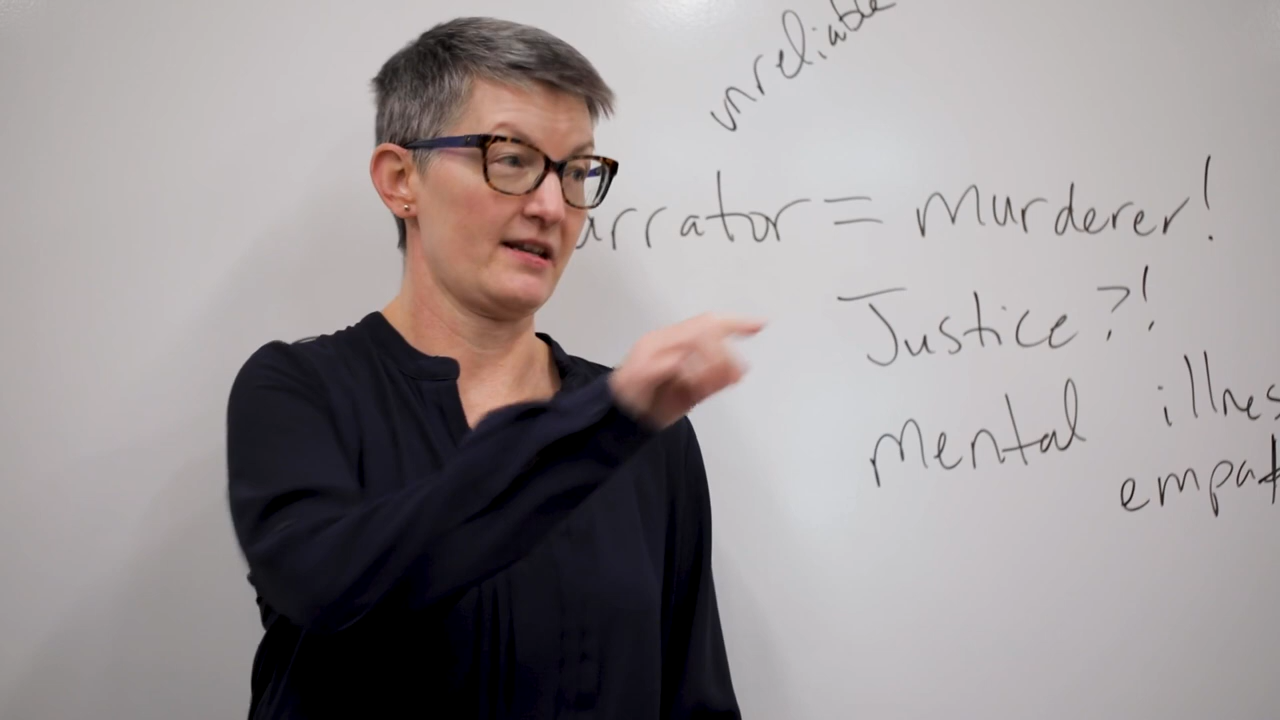 unreliable
arrator = murderer!
Justice?!
mental illnes
empat